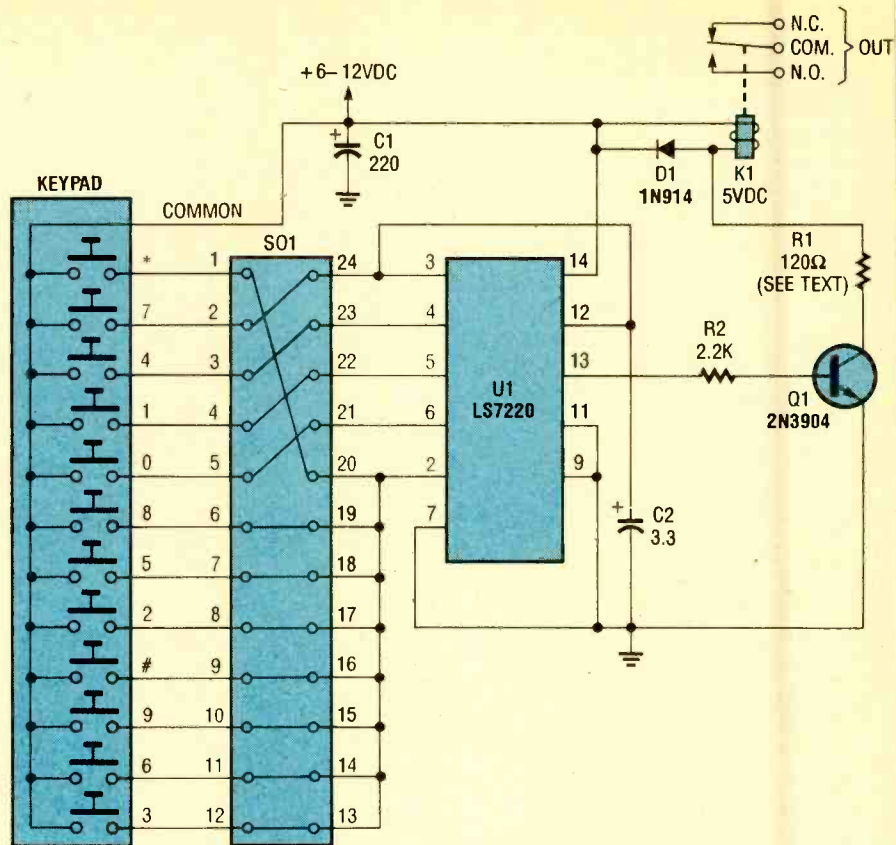 N.C.
COM.
N.O.
OUT
+6–12VDC
C1
220
+
D1
1N914
K1
5VDC
KEYPAD
COMMON
SO1
R1
120Ω
(SEE TEXT)
R2
2.2K
Q1
2N3904
U1
LS7220
C2
3.3
+
* 1 24 3 14
7 2 23 4 12
4 3 22 5 13
1 4 21 6 11
0 5 20 2 9
8 6 19 7
5 7 18
2 8 17
# 9 16
9 10 15
6 11 14
3 12 13